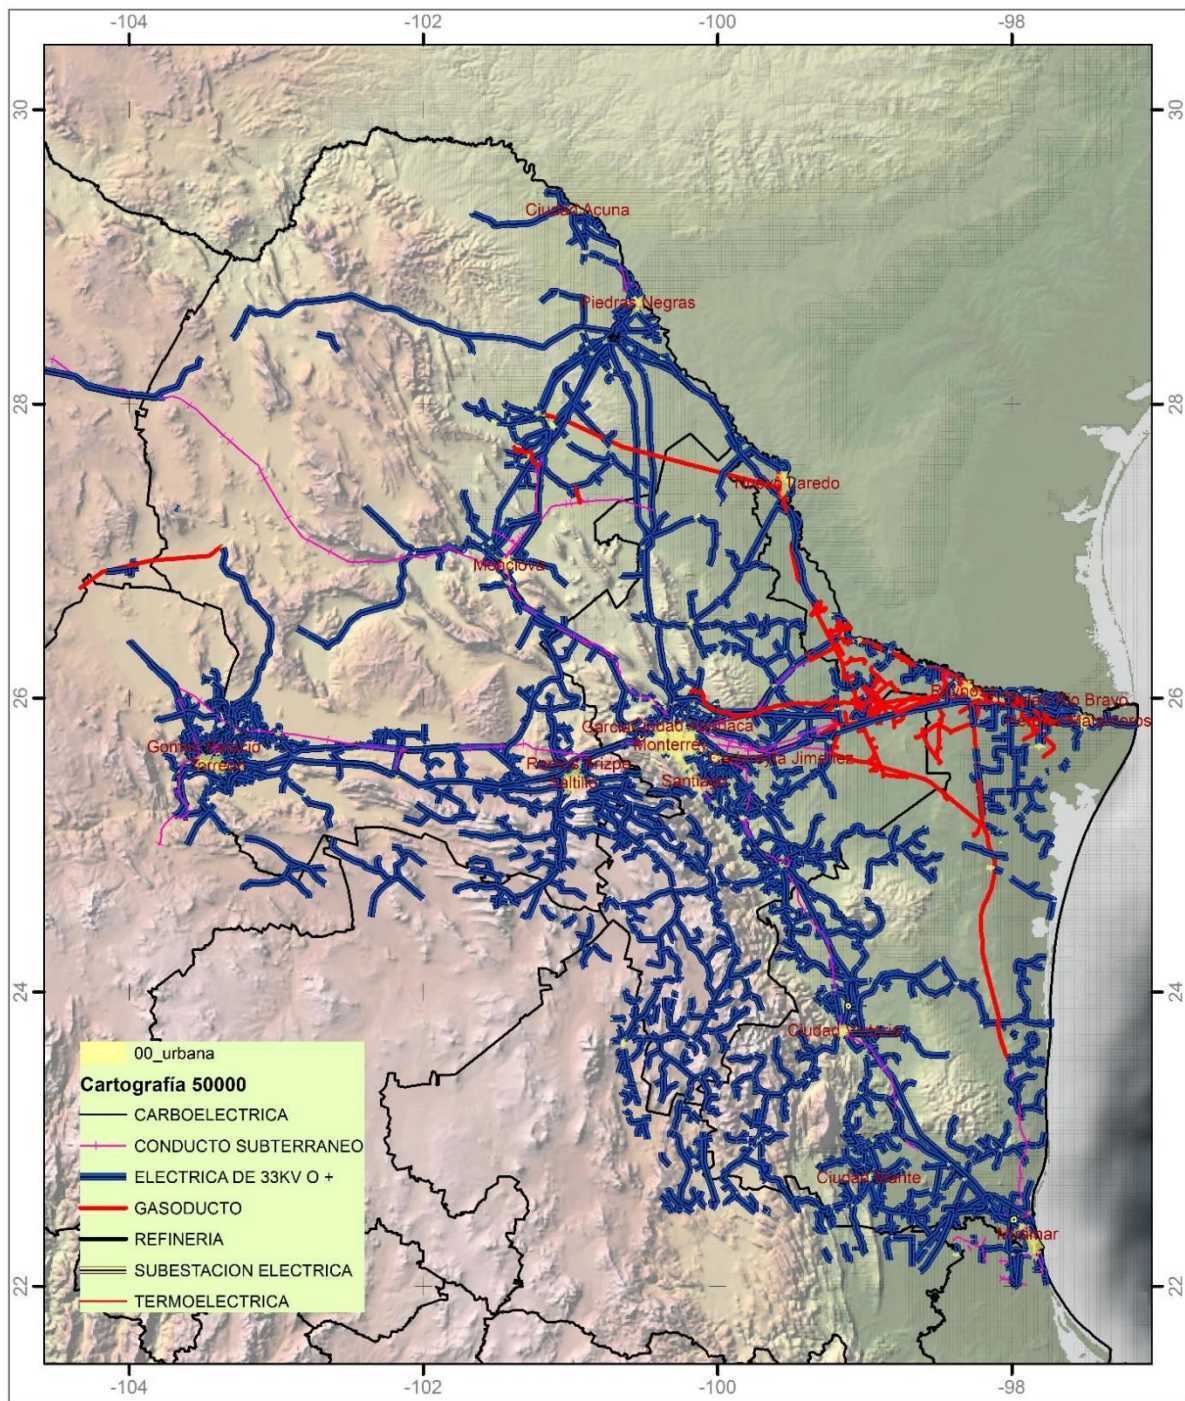 -104 -102 -100 -98
30 30
Ciudad Acuna
Piedras Negras
28 28
Nuevo Laredo
Monclova
26 26
Reynosa Rio Bravo
Matamoros
Garcia Ciudad Apodaca
Monterrey
Gomez Palacio
Torreon
Ramos Arizpe
Cadereyta Jimenez
Saltillo
Santiago
24 24
Ciudad Victoria
00_urbana
Cartografía 50000
CARBOELECTRICA
CONDUCTO SUBTERRANEO
ELECTRICA DE 33KV O +
GASODUCTO
REFINERIA
SUBESTACION ELECTRICA
TERMOELECTRICA
Ciudad Mante
Miramar
22 22
-104 -102 -100 -98